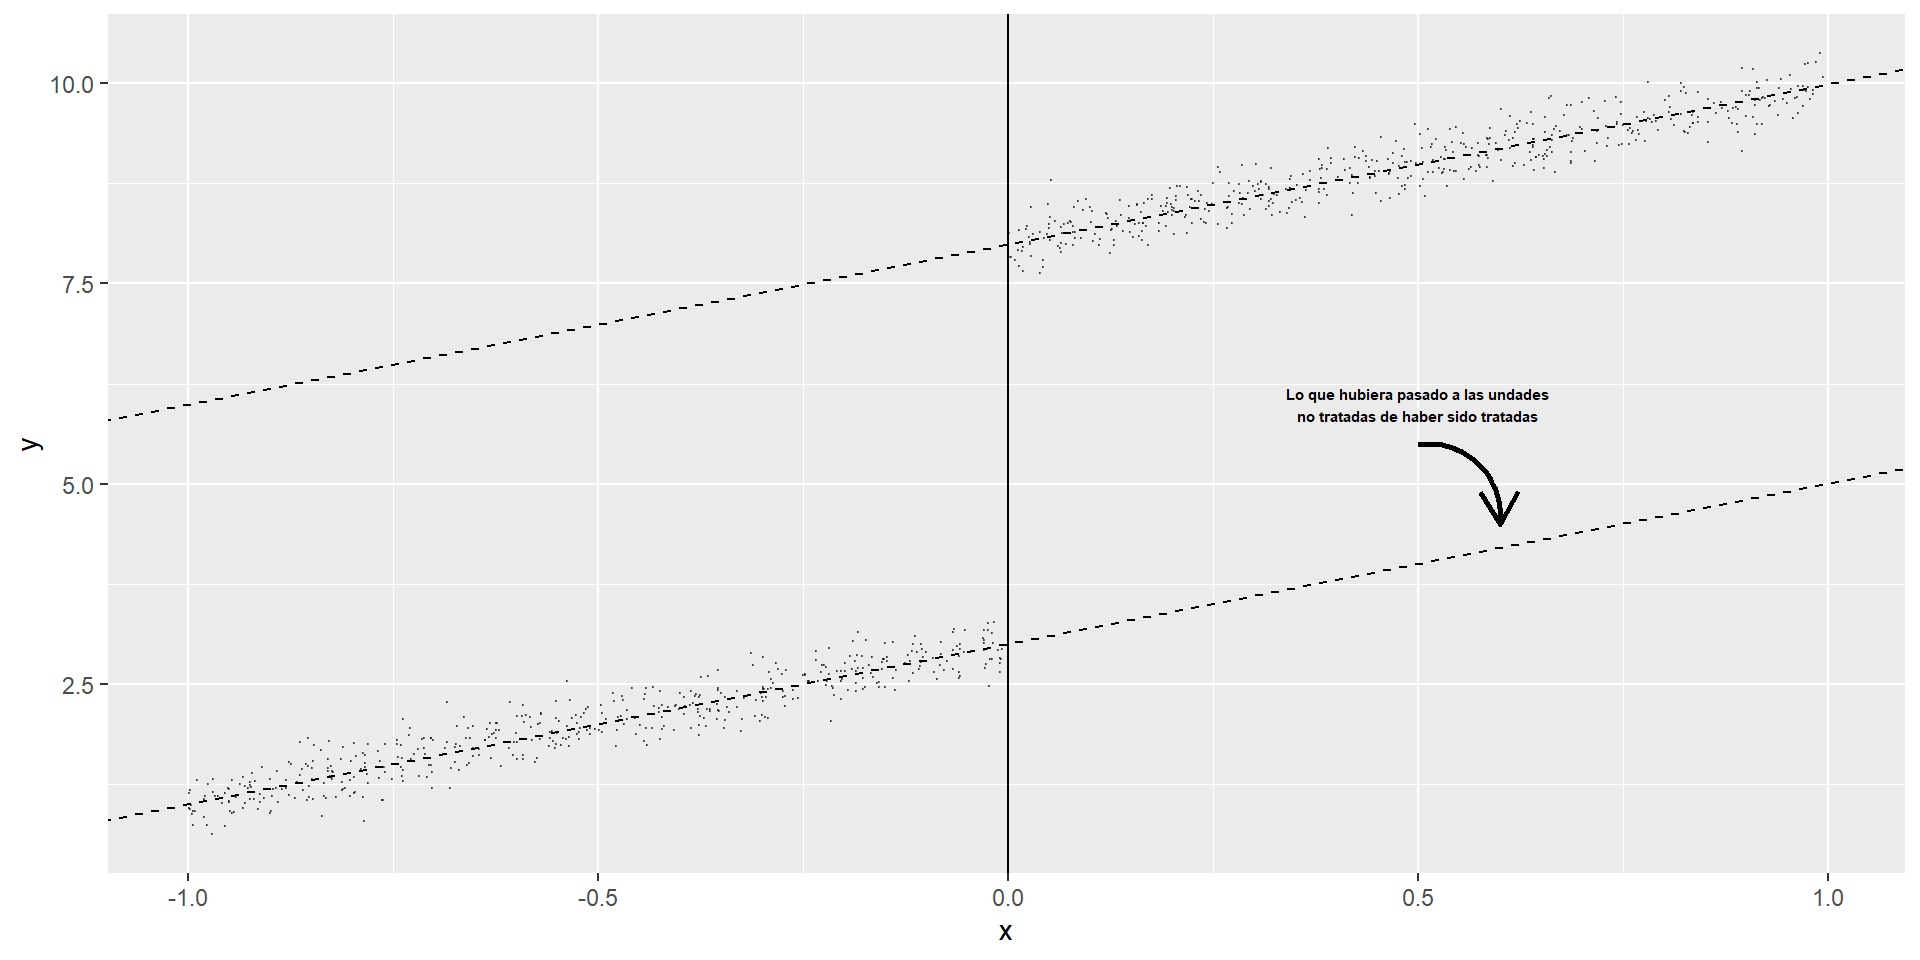 10.0
7.5
5.0
2.5
y
Lo que hubiera pasado a las undades
no tratadas de haber sido tratadas
-1.0 -0.5 0.0 0.5 1.0
x